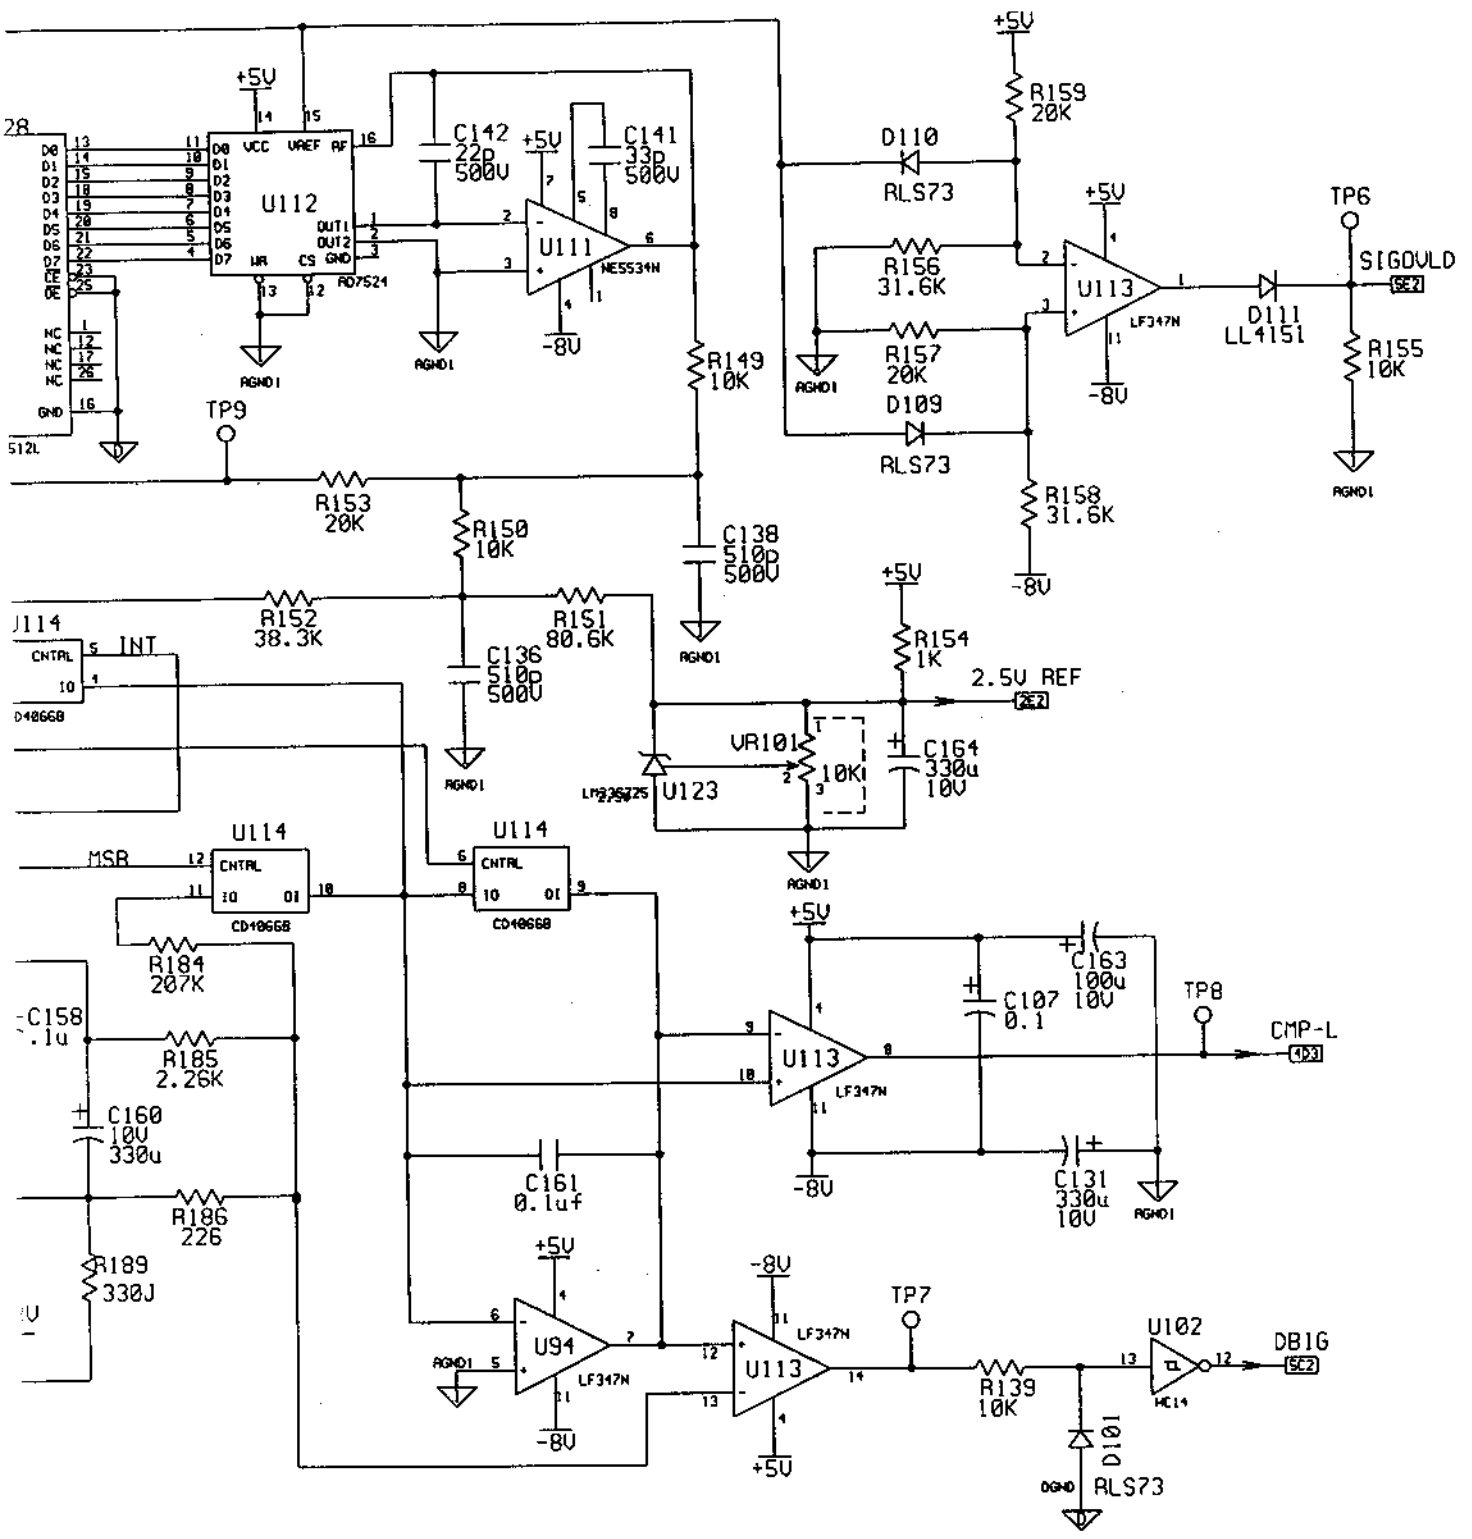 +5V
+5V
R159
20K
28
D0
13
D1
14
D2
15
D3
18
D4
19
D5
20
D6
21
D7
22
CE
23
OE
25
NC
1
NC
12
NC
17
NC
26
GND
16
512L
D
14
15
11
D0
VCC
VREF
RF
16
10
D1
9
D2
8
D3
7
D4
6
D5
5
D6
4
D7
U112
OUT1
1
OUT2
2
GND
3
WR
CS
13
12
AD7524
AGND1
C142
22p
500V
+5V
7
5
8
C141
33p
500V
2
-
3
+
U111
6
NE5534N
4
1
-8V
AGND1
R149
10K
D110
RLS73
+5V
TP6
R156
31.6K
4
2
-
3
+
U113
1
LF347N
11
-8V
D111
LL4151
SIGOVLD
5E2
R155
10K
AGND1
R157
20K
AGND1
D109
RLS73
R158
31.6K
-8V
TP9
R153
20K
R150
10K
C138
510p
500V
AGND1
R152
38.3K
R151
80.6K
C136
510p
500V
AGND1
+5V
R154
1K
2.5V REF
2E2
U114
CNTRL
5
INT
IO
4
CD4066B
VR101
1
2
3
10K
+
C164
330u
10V
U123
AGND1
U114
MSR
12
CNTRL
11
IO
OI
10
CD4066B
U114
6
CNTRL
8
IO
OI
9
CD4066B
R184
207K
C158
.1u
R185
2.26K
+
C160
10V
330u
R186
226
R189
330J
V
+5V
+
C163
100u
10V
+
C107
0.1
4
9
-
10
+
U113
8
LF347N
11
-8V
TP8
CMP-L
4D3
+
C131
330u
10V
AGND1
C161
0.1uf
+5V
4
6
-
5
+
U94
7
LF347N
11
-8V
AGND1
-8V
11
LF347N
12
+
13
-
U113
14
4
+5V
TP7
R139
10K
U102
13
12
HC14
DBIG
5C2
D101
RLS73
DGND
D